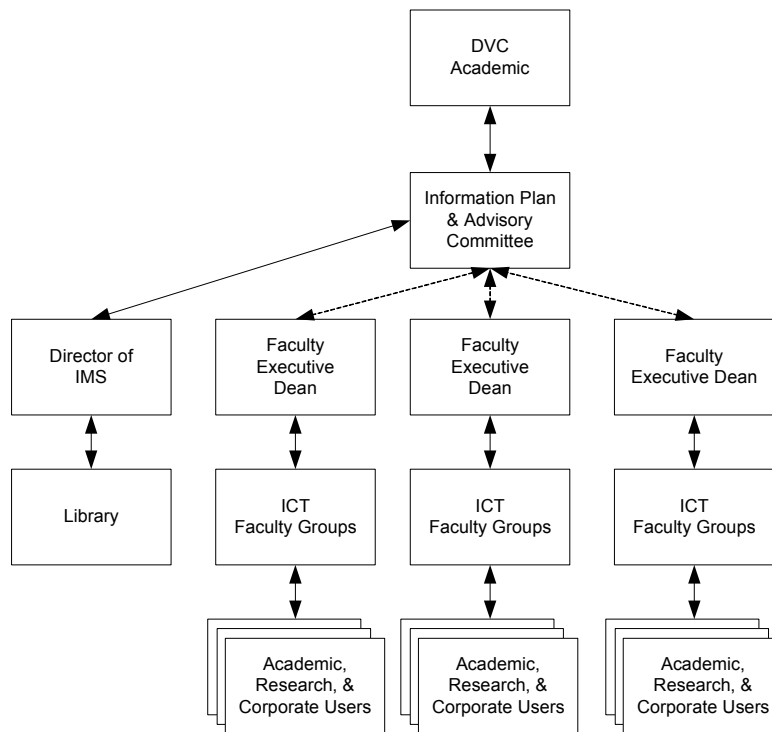 DVC
Academic
Information Plan
& Advisory
Committee
Director of
IMS
Faculty
Executive
Dean
Faculty
Executive
Dean
Faculty
Executive Dean
Library
ICT
Faculty Groups
ICT
Faculty Groups
ICT
Faculty Groups
Academic,
Research, &
Corporate Users
Academic,
Research, &
Corporate Users
Academic,
Research, &
Corporate Users